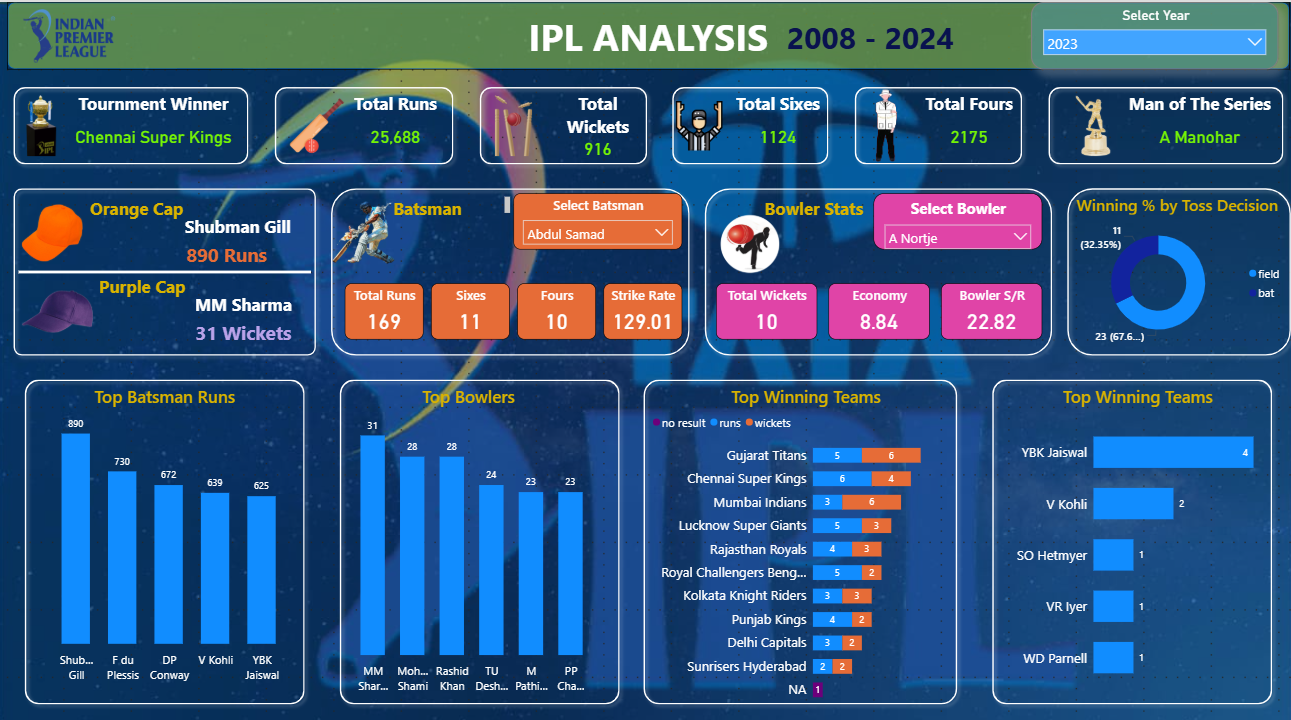 INDIAN
PREMIER
LEAGUE
IPL ANALYSIS 2008 - 2024
Select Year
2023
Tournment Winner
Chennai Super Kings
Total Runs
25,688
Total
Wickets
916
Total Sixes
1124
Total Fours
2175
Man of The Series
A Manohar
Orange Cap
Shubman Gill
890 Runs
Purple Cap
MM Sharma
31 Wickets
Batsman
Select Batsman
Abdul Samad
Total Runs
169
Sixes
11
Fours
10
Strike Rate
129.01
Bowler Stats
Select Bowler
A Nortje
Total Wickets
10
Economy
8.84
Bowler S/R
22.82
Winning % by Toss Decision
11
(32.35%)
23 (67.6...)
field
bat
Top Batsman Runs
890
730
672
639
625
Shub...
Gill
F du
Plessis
DP
Conway
V Kohli
YBK
Jaiswal
Top Bowlers
31
28
28
24
23
23
MM
Shar...
Moh...
Shami
Rashid
Khan
TU
Desh...
M
Pathi...
PP
Cha...
Top Winning Teams
no result runs wickets
Gujarat Titans 5 6
Chennai Super Kings 6 4
Mumbai Indians 3 6
Lucknow Super Giants 5 3
Rajasthan Royals 4 3
Royal Challengers Beng... 5 2
Kolkata Knight Riders 3 3
Punjab Kings 4 2
Delhi Capitals 3 2
Sunrisers Hyderabad 2 2
NA 1
Top Winning Teams
YBK Jaiswal 4
V Kohli 2
SO Hetmyer 1
VR Iyer 1
WD Parnell 1
TATA
IPL